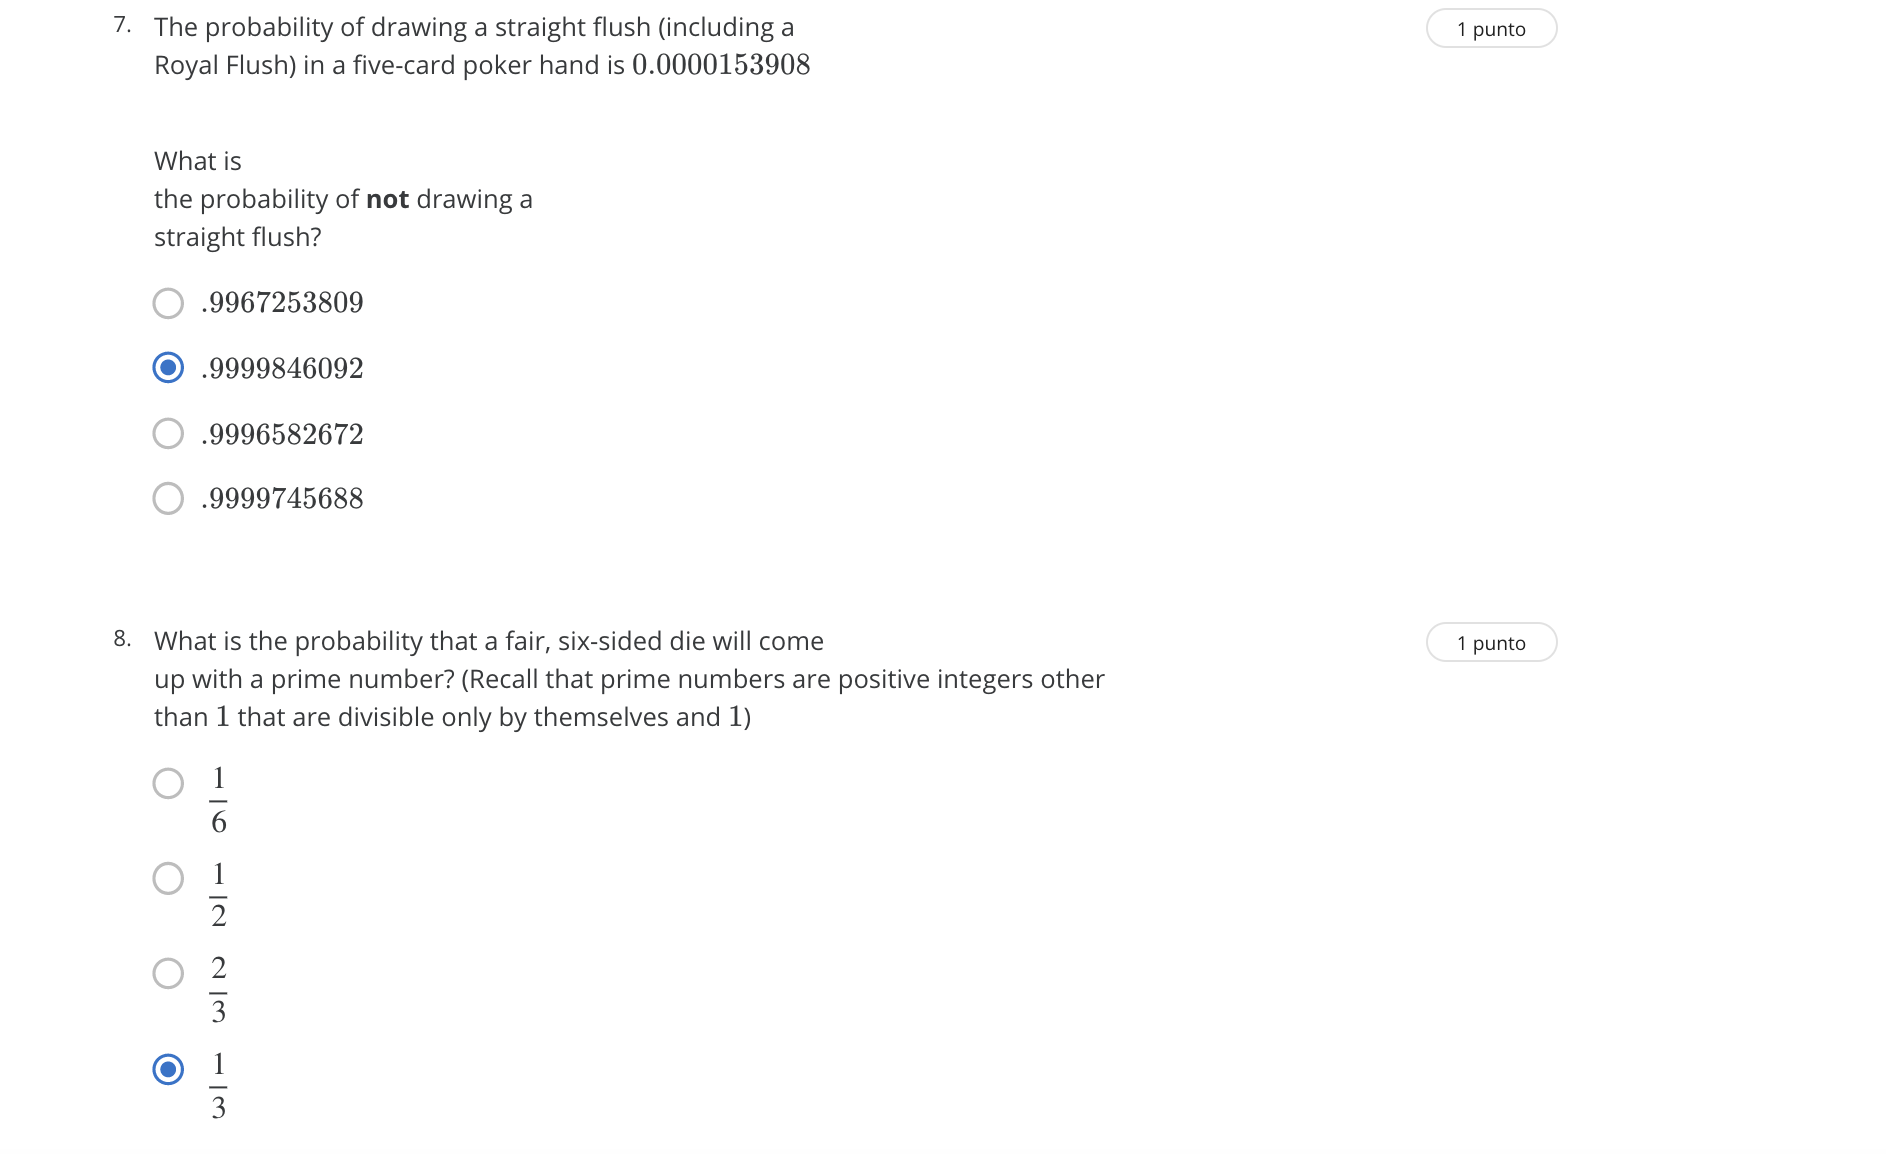 7. The probability of drawing a straight flush (including a
Royal Flush) in a five-card poker hand is 0.0000153908
1 punto
What is
the probability of not drawing a
straight flush?
.9967253809
.9999846092
.9996582672
.9999745688
8. What is the probability that a fair, six-sided die will come
up with a prime number? (Recall that prime numbers are positive integers other
than 1 that are divisible only by themselves and 1)
1 punto
1
6
1
2
2
3
1
3